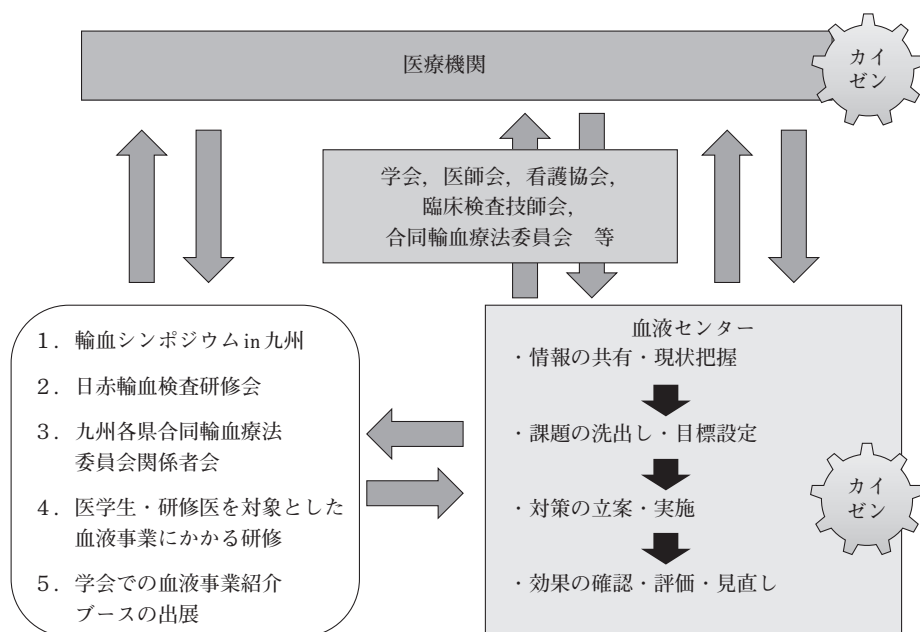 医療機関
カイ
ゼン
学会，医師会，看護協会，
臨床検査技師会，
合同輸血療法委員会　等
1．輸血シンポジウム in 九州
2．日赤輸血検査研修会
3．九州各県合同輸血療法
委員会関係者会
4．医学生・研修医を対象とした
血液事業にかかる研修
5．学会での血液事業紹介
ブースの出展
血液センター
・情報の共有・現状把握
・課題の洗出し・目標設定
・対策の立案・実施
・効果の確認・評価・見直し
カイ
ゼン